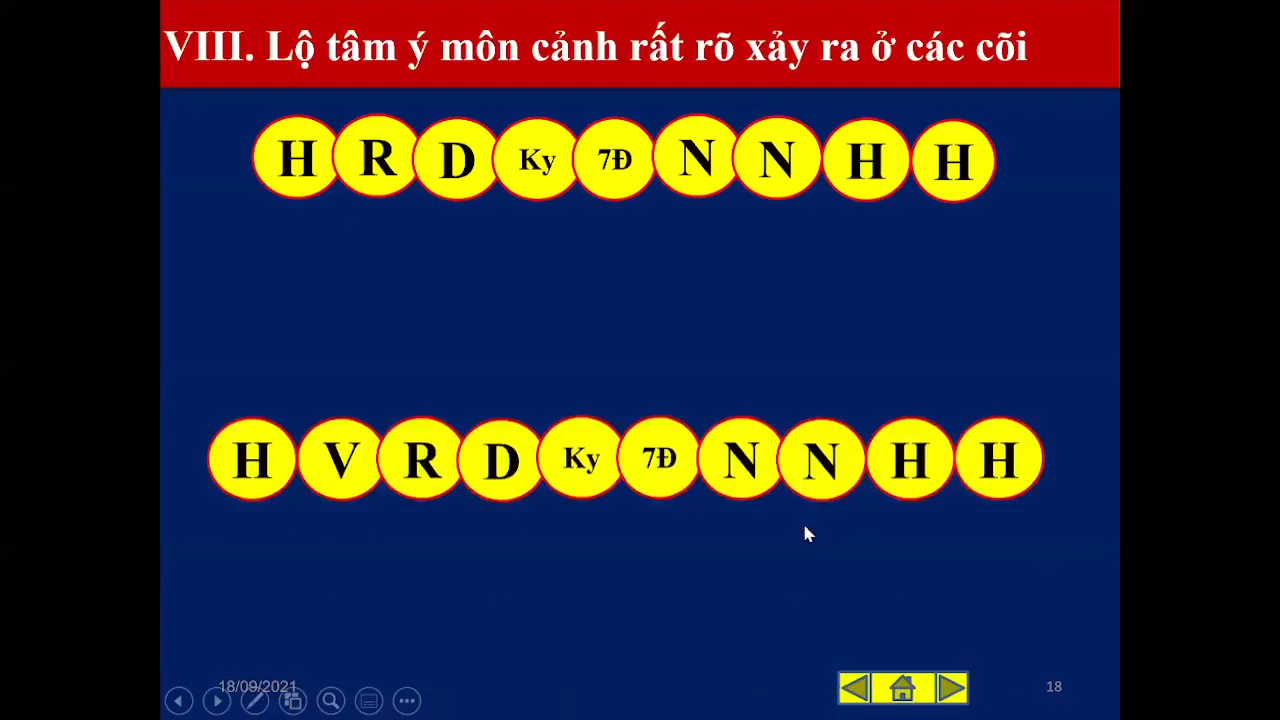 VIII. Lộ tâm ý môn cảnh rất rõ xảy ra ở các cõi
H R D Ky 7Đ N N H H
H V R D Ky 7Đ N N H H
18/09/2021 18